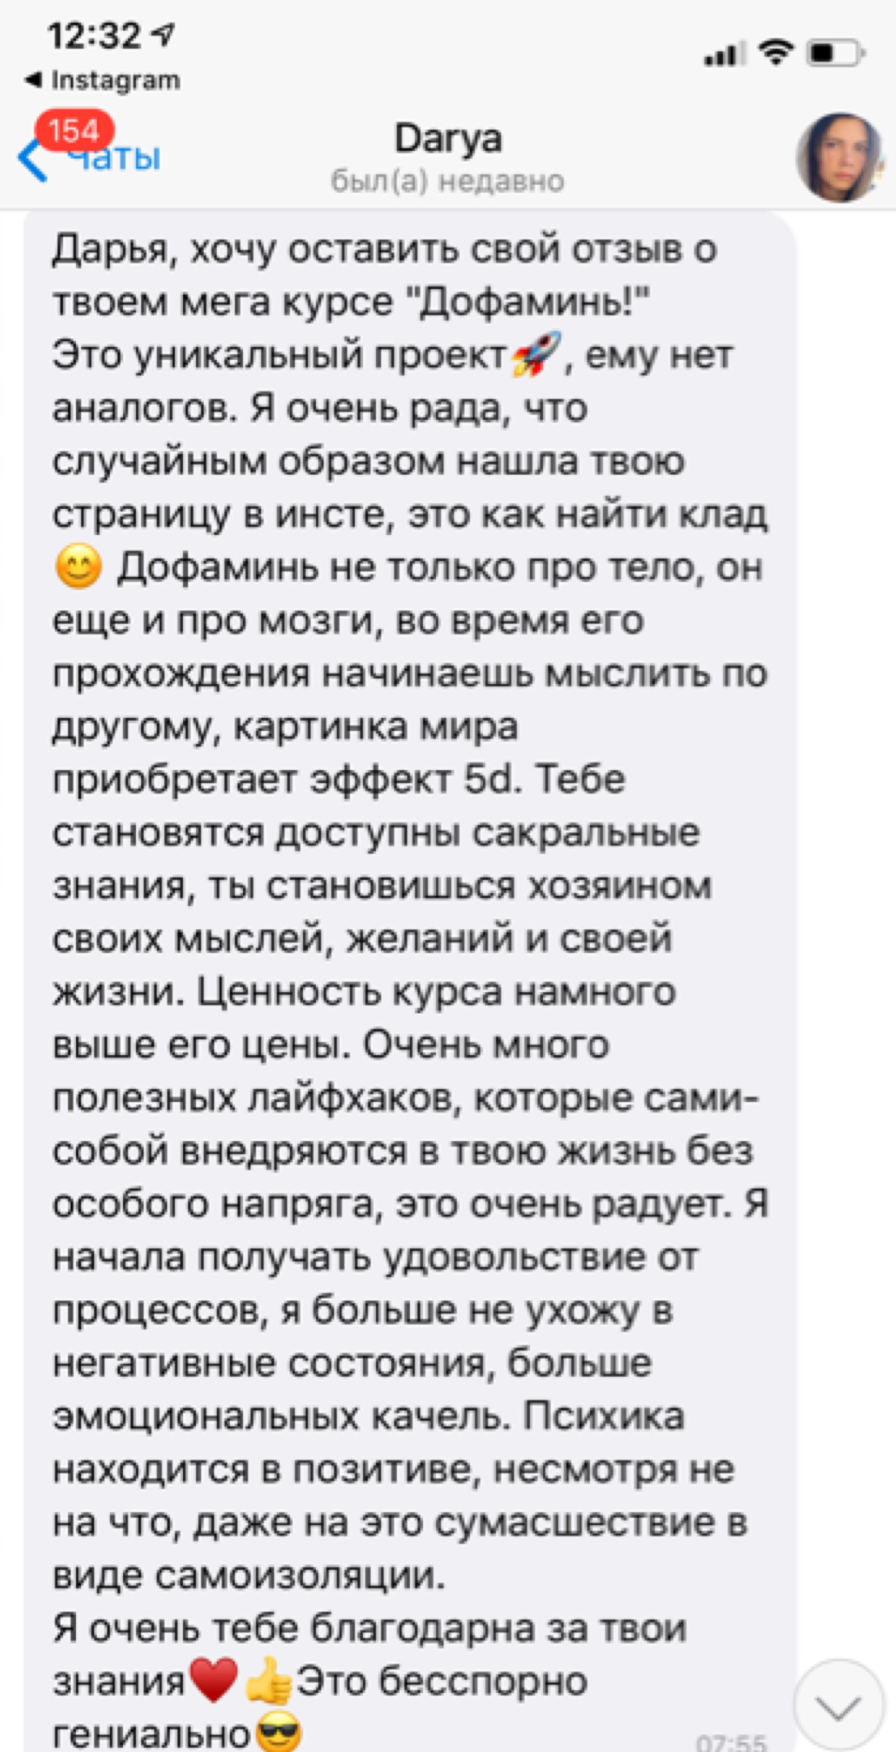 12:32
Instagram
154
Чаты
Darya
был(а) недавно
Дарья, хочу оставить свой отзыв о
твоем мега курсе "Дофаминь!"
Это уникальный проект🚀, ему нет
аналогов. Я очень рада, что
случайным образом нашла твою
страницу в инсте, это как найти клад
😊 Дофаминь не только про тело, он
еще и про мозги, во время его
прохождения начинаешь мыслить по
другому, картинка мира
приобретает эффект 5d. Тебе
становятся доступны сакральные
знания, ты становишься хозяином
своих мыслей, желаний и своей
жизни. Ценность курса намного
выше его цены. Очень много
полезных лайфхаков, которые сами-
собой внедряются в твою жизнь без
особого напряга, это очень радует. Я
начала получать удовольствие от
процессов, я больше не ухожу в
негативные состояния, больше
эмоциональных качель. Психика
находится в позитиве, несмотря не
на что, даже на это сумасшествие в
виде самоизоляции.
Я очень тебе благодарна за твои
знания❤️👍Это бесспорно
гениально😎
07:55